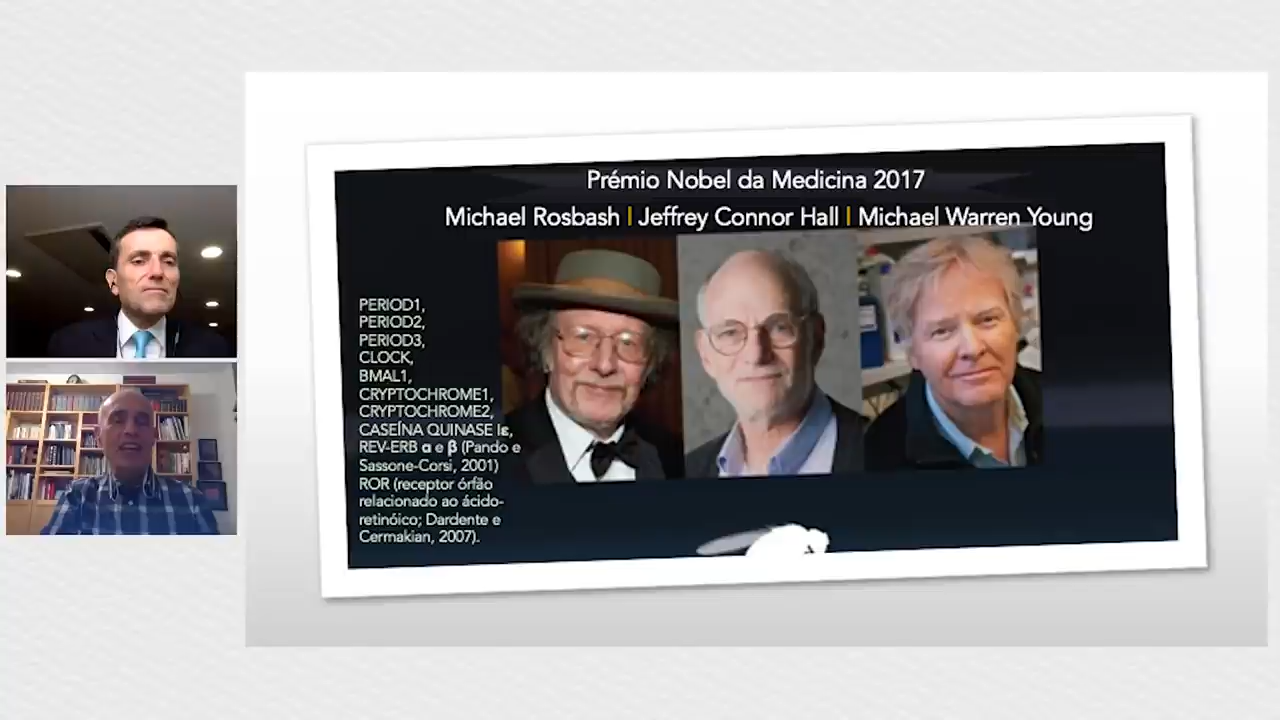 Prémio Nobel da Medicina 2017
Michael Rosbash | Jeffrey Connor Hall | Michael Warren Young
PERIOD1,
PERIOD2,
PERIOD3,
CLOCK,
BMAL1,
CRYPTOCHROME1,
CRYPTOCHROME2,
CASEÍNA QUINASE Iε,
REV-ERB α e β (Pando e
Sassone-Corsi, 2001)
ROR (receptor órfão
relacionado ao ácido-
retinóico; Dardente e
Cermakian, 2007).